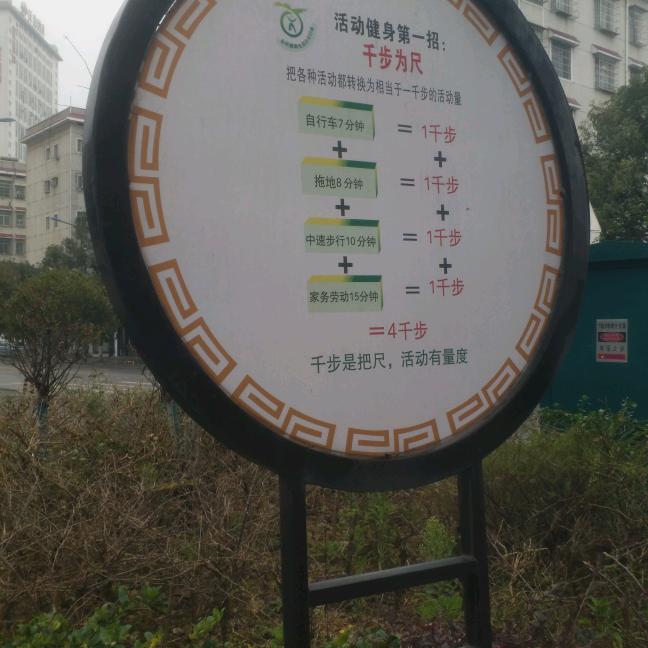 活动健身第一招：
千步为尺
把各种活动都转换为相当于一千步的活动量
自行车7分钟 = 1千步
+ +
拖地8分钟 = 1千步
+ +
中速步行10分钟 = 1千步
+ +
家务劳动15分钟 = 1千步
=4千步
千步是把尺，活动有量度